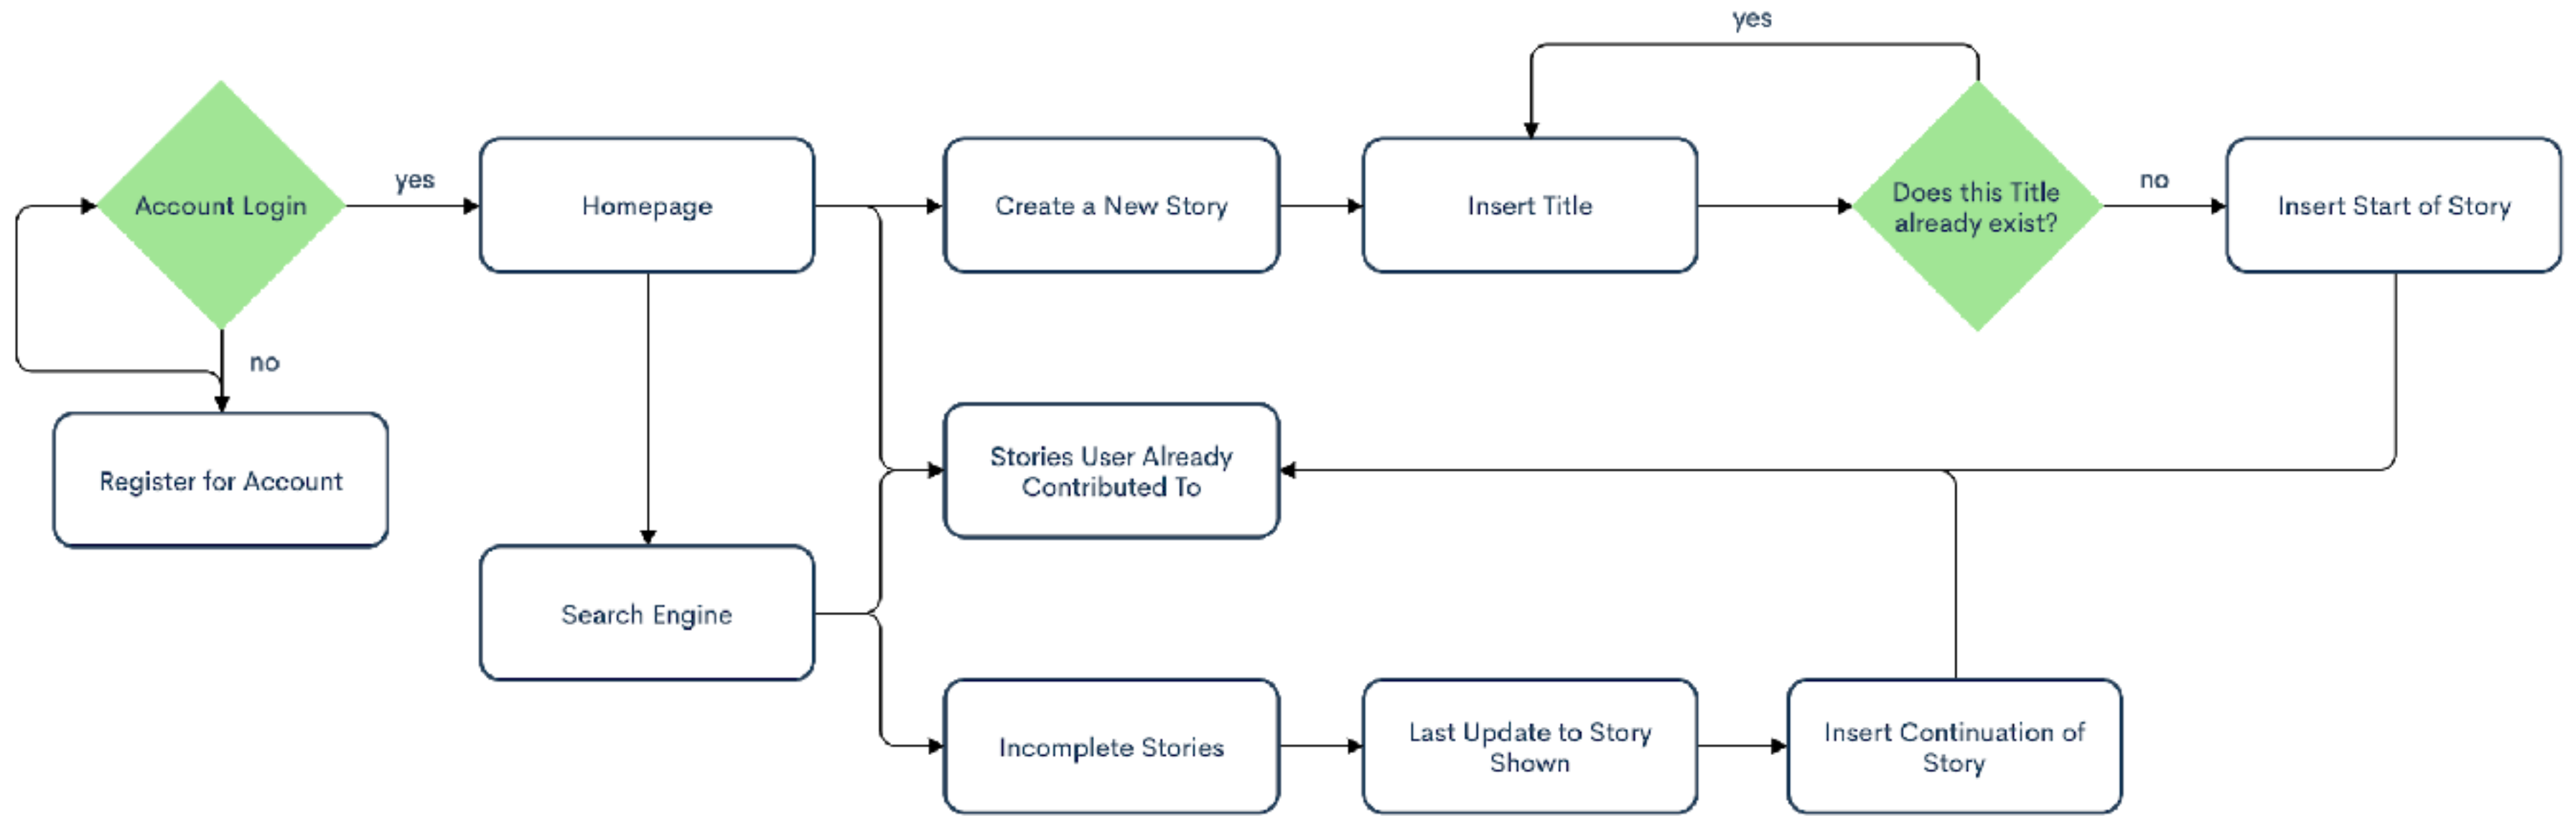 yes
Account Login
yes
Homepage
Create a New Story
Insert Title
Does this Title
already exist?
no
Insert Start of Story
no
Register for Account
Stories User Already
Contributed To
Search Engine
Incomplete Stories
Last Update to Story
Shown
Insert Continuation of
Story